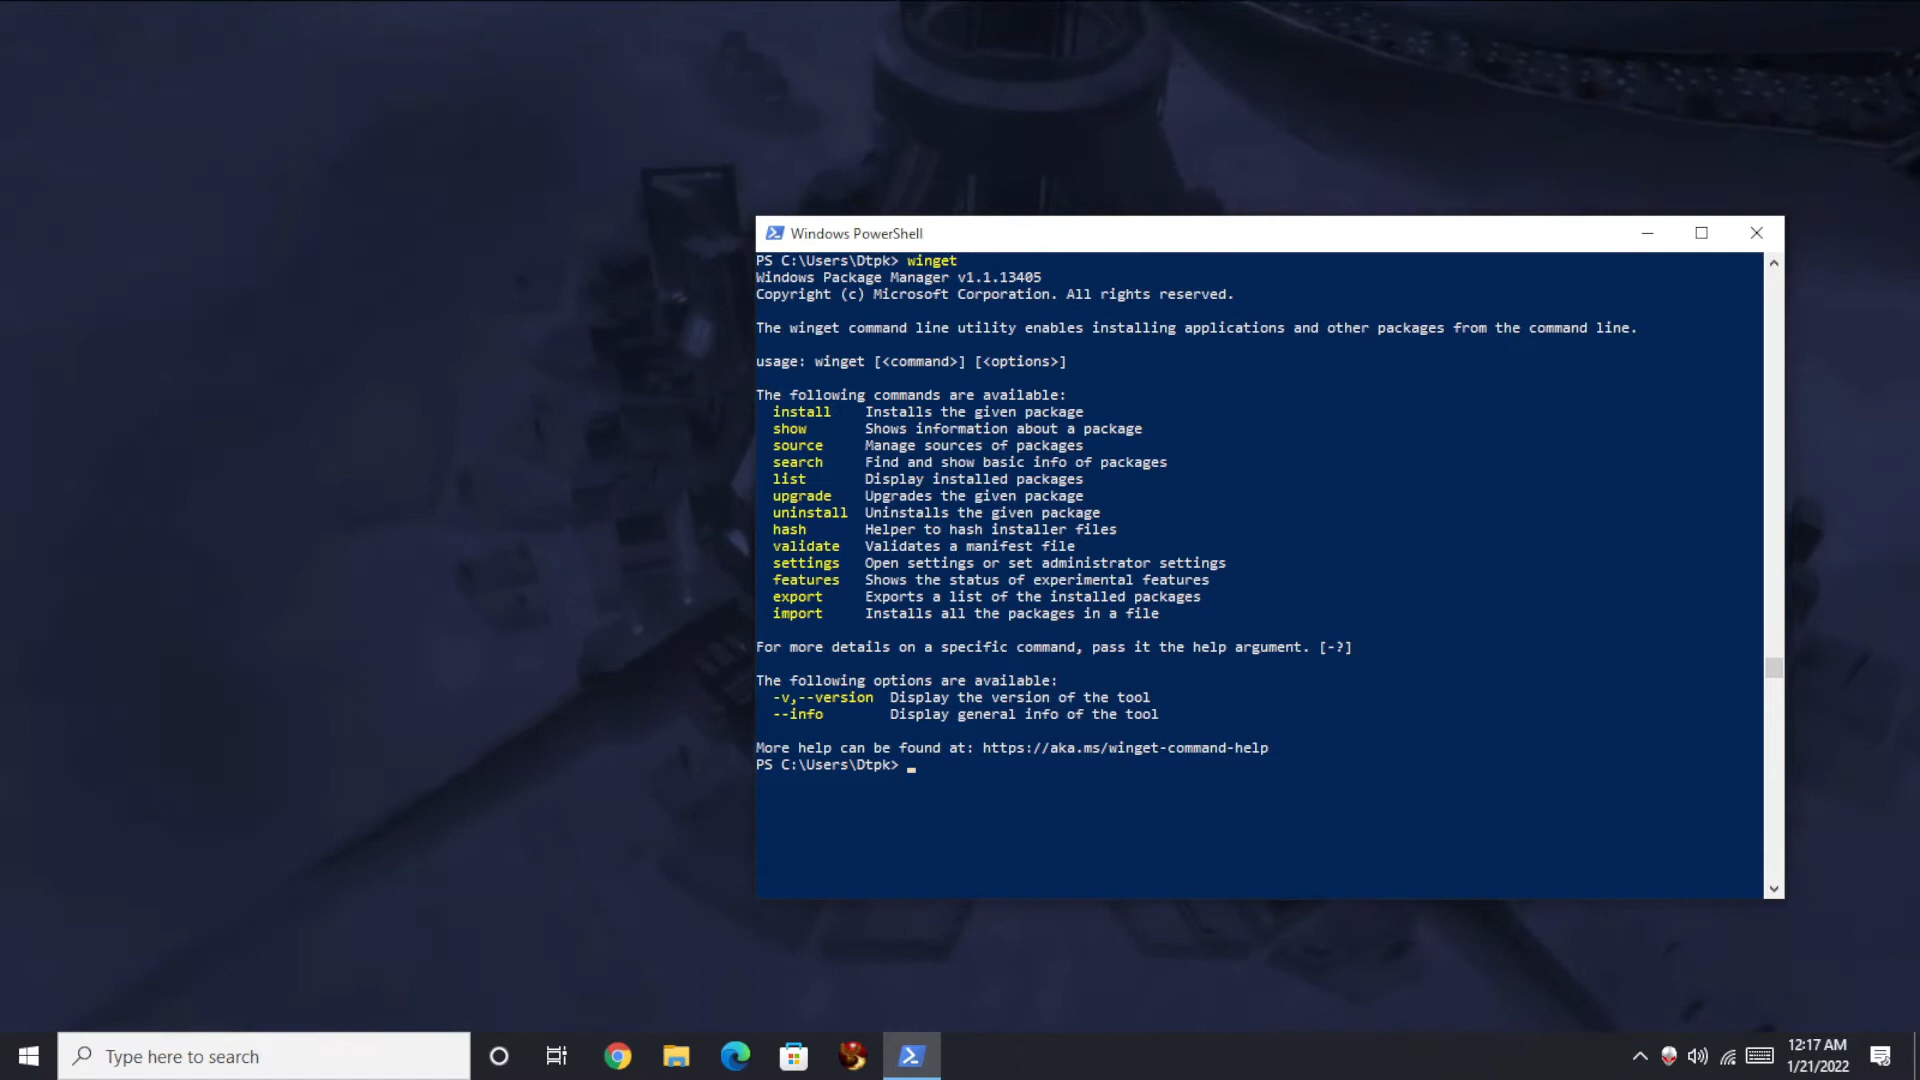 Windows PowerShell
PS C:\Users\Dtpk> winget
Windows Package Manager v1.1.13405
Copyright (c) Microsoft Corporation. All rights reserved.
The winget command line utility enables installing applications and other packages from the command line.
usage: winget [<command>] [<options>]
The following commands are available:
install Installs the given package
show Shows information about a package
source Manage sources of packages
search Find and show basic info of packages
list Display installed packages
upgrade Upgrades the given package
uninstall Uninstalls the given package
hash Helper to hash installer files
validate Validates a manifest file
settings Open settings or set administrator settings
features Shows the status of experimental features
export Exports a list of the installed packages
import Installs all the packages in a file
For more details on a specific command, pass it the help argument. [-?]
The following options are available:
-v,--version Display the version of the tool
--info Display general info of the tool
More help can be found at: https://aka.ms/winget-command-help
PS C:\Users\Dtpk>
Type here to search
12:17 AM
1/21/2022